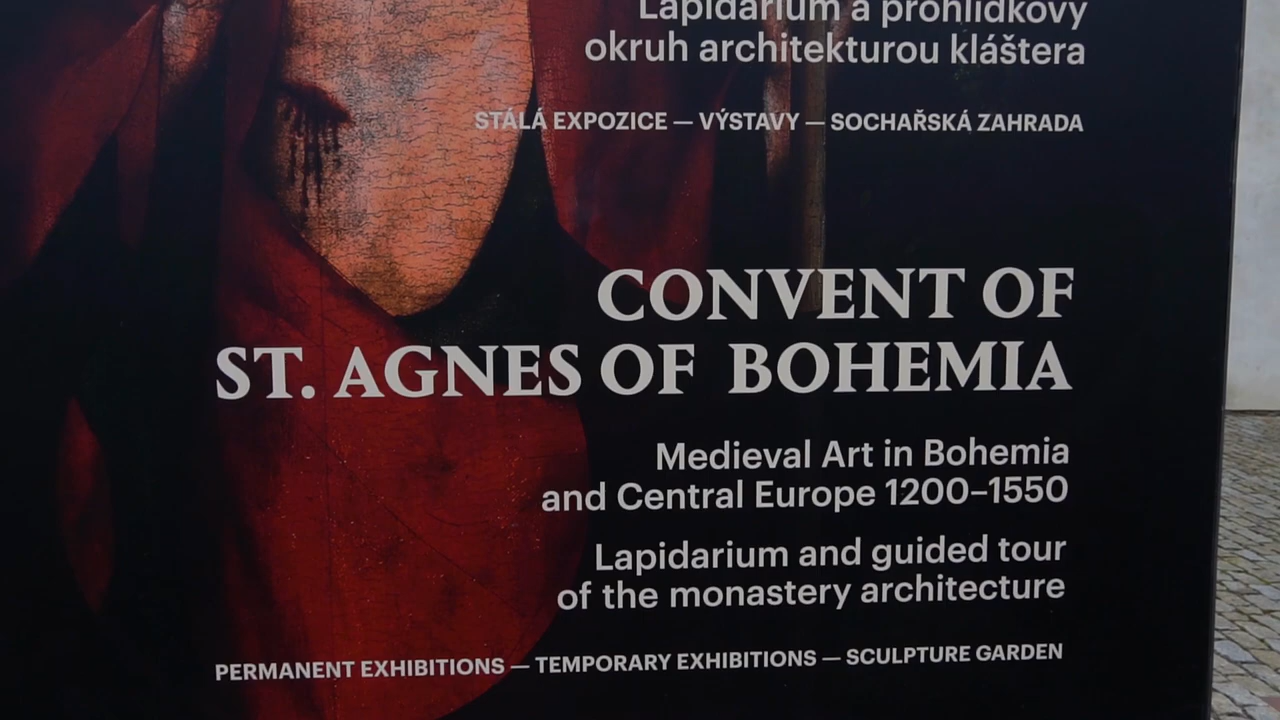 Lapidárium a prohlídkový
okruh architekturou kláštera
STÁLÁ EXPOZICE — VÝSTAVY — SOCHAŘSKÁ ZAHRADA
CONVENT OF
ST. AGNES OF BOHEMIA
Medieval Art in Bohemia
and Central Europe 1200–1550
Lapidarium and guided tour
of the monastery architecture
PERMANENT EXHIBITIONS — TEMPORARY EXHIBITIONS — SCULPTURE GARDEN